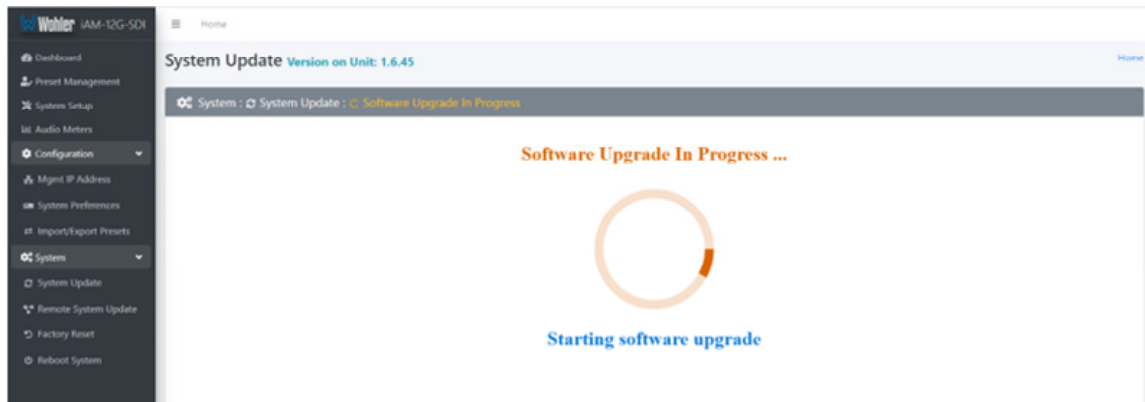 Wohler iAM-12G-SDI
Home
Dashboard
Preset Management
System Setup
Audio Meters
Configuration
Mgmt IP Address
System Preferences
Import/Export Presets
System
System Update
Remote System Update
Factory Reset
Reboot System
System Update Version on Unit: 1.6.45
Home
System : System Update : Software Upgrade In Progress
Software Upgrade In Progress ...
Starting software upgrade